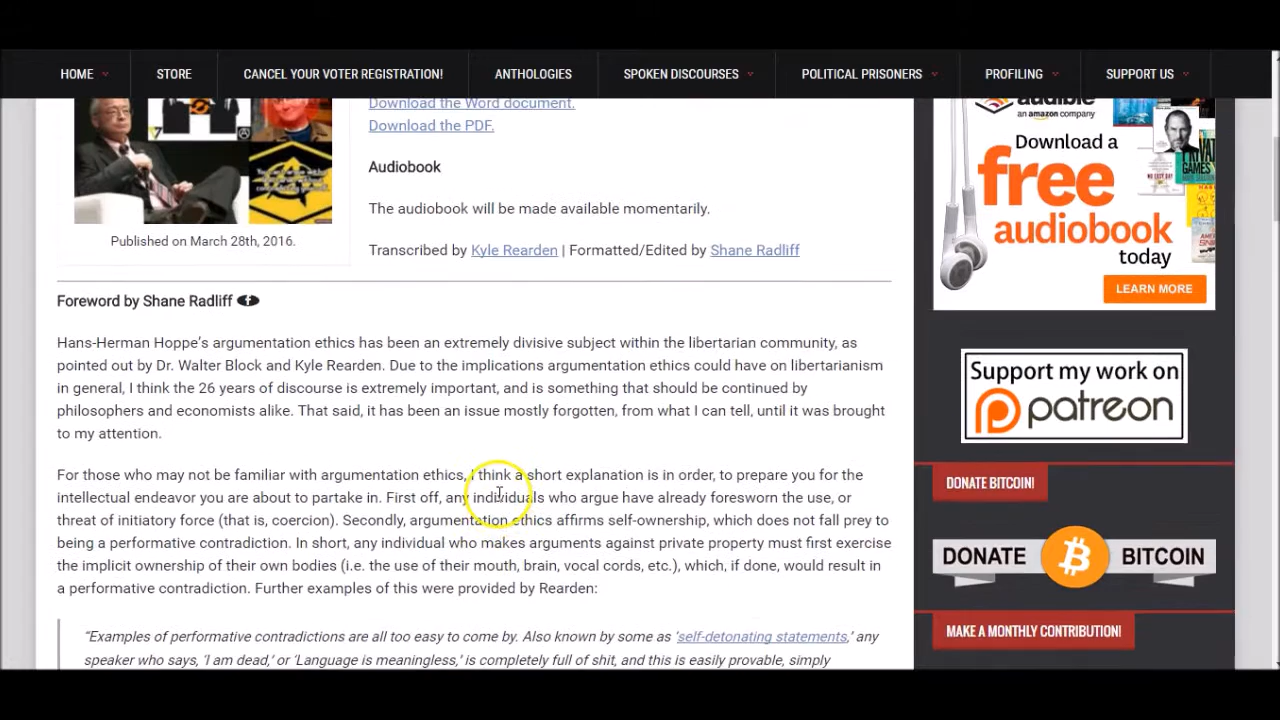 HOME
STORE
CANCEL YOUR VOTER REGISTRATION!
ANTHOLOGIES
SPOKEN DISCOURSES
POLITICAL PRISONERS
PROFILING
SUPPORT US
Download the Word document.
Download the PDF.
Audiobook
The audiobook will be made available momentarily.
Published on March 28th, 2016.
Transcribed by Kyle Rearden | Formatted/Edited by Shane Radliff
Foreword by Shane Radliff
Hans-Herman Hoppe's argumentation ethics has been an extremely divisive subject within the libertarian community, as
pointed out by Dr. Walter Block and Kyle Rearden. Due to the implications argumentation ethics could have on libertarianism
in general, I think the 26 years of discourse is extremely important, and is something that should be continued by
philosophers and economists alike. That said, it has been an issue mostly forgotten, from what I can tell, until it was brought
to my attention.
For those who may not be familiar with argumentation ethics, I think a short explanation is in order, to prepare you for the
intellectual endeavor you are about to partake in. First off, any individuals who argue have already foresworn the use, or
threat of initiatory force (that is, coercion). Secondly, argumentation ethics affirms self-ownership, which does not fall prey to
being a performative contradiction. In short, any individual who makes arguments against private property must first exercise
the implicit ownership of their own bodies (i.e. the use of their mouth, brain, vocal cords, etc.), which, if done, would result in
a performative contradiction. Further examples of this were provided by Rearden:
"Examples of performative contradictions are all too easy to come by. Also known by some as 'self-detonating statements,' any
speaker who says, 'I am dead,' or 'Language is meaningless,' is completely full of shit, and this is easily provable, simply
audible
an amazon company
Download a
free
audiobook
today
LEARN MORE
Support my work on
patreon
DONATE BITCOIN!
DONATE BITCOIN
MAKE A MONTHLY CONTRIBUTION!